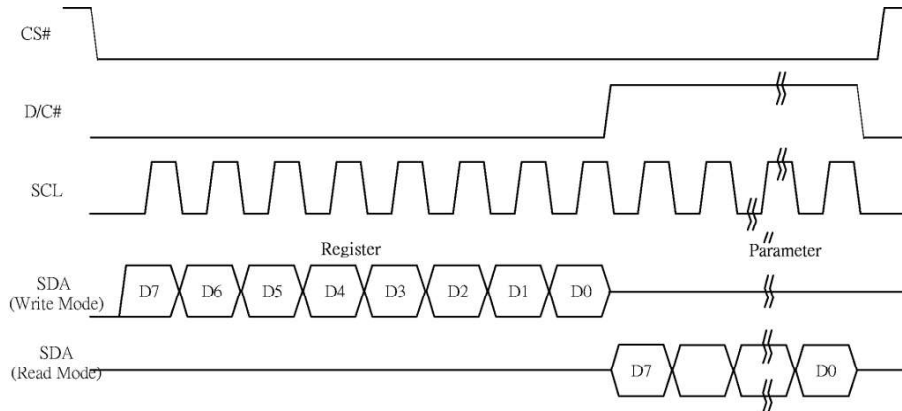 CS#
D/C#
SCL
Register
Parameter
SDA
(Write Mode)
D7 D6 D5 D4 D3 D2 D1 D0
SDA
(Read Mode)
D7 D0